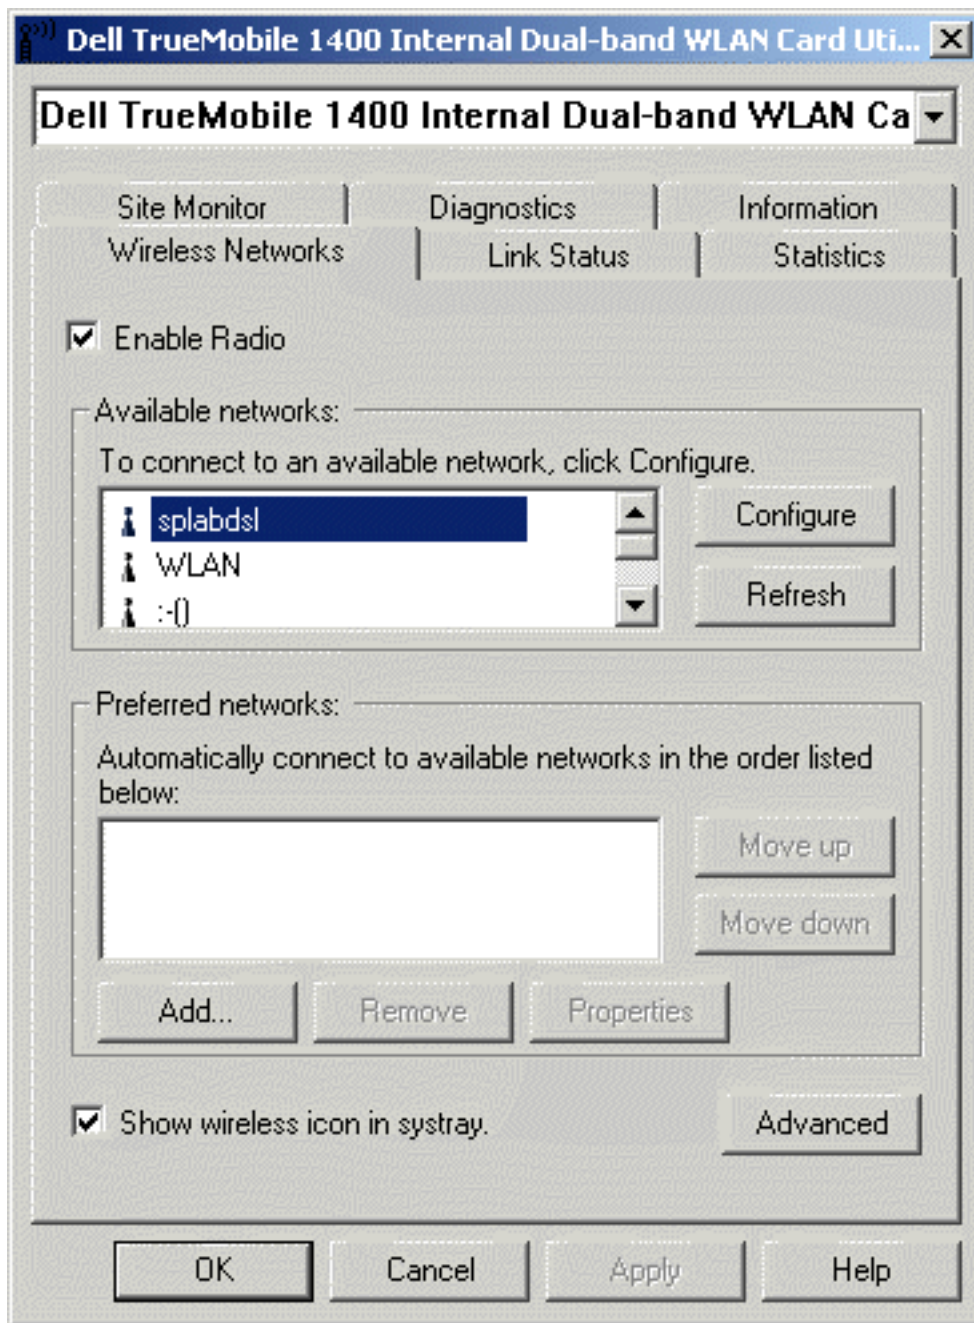 Dell TrueMobile 1400 Internal Dual-band WLAN Card Uti...
Dell TrueMobile 1400 Internal Dual-band WLAN Ca
Site Monitor Diagnostics Information
Wireless Networks Link Status Statistics
Enable Radio
Available networks:
To connect to an available network, click Configure.
splabdsl
Configure
WLAN
:-()
Refresh
Preferred networks:
Automatically connect to available networks in the order listed
below:
Move up
Move down
Add... Remove Properties
Show wireless icon in systray.
Advanced
OK Cancel Apply Help